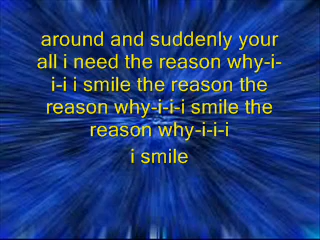 around and suddenly your
all i need the reason why-i-
i-i i smile the reason the
reason why-i-i-i smile the
reason why-i-i-i
i smile